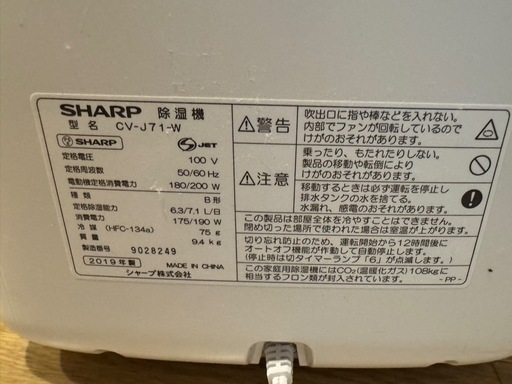 SHARP 除湿機
型名 CV-J71-W
SHARP JET
定格電圧 100 V
定格周波数 50/60 Hz
電動機定格消費電力 180/200 W
種類 B形
定格除湿能力 6.3/7.1 L/日
消費電力 175/190 W
冷媒 (HFC-134a) 75 g
質量 9.4 kg
製造番号 9028249
2019年製 MADE IN CHINA
シャープ株式会社
警告
吹出口に指や棒などを入れない。
内部でファンが回転しているので
けがのおそれがあります。
注意
乗ったり、もたれたりしない。
製品の移動や転倒により
けがのおそれがあります。
移動するときは必ず運転を停止し
排水タンクの水を捨てる。
水漏れ、感電のおそれがあります。
この製品は部屋全体を冷やすことはできません。
閉め切った場所で使われた場合は室温が上がります。
切り忘れ防止のため、運転開始から12時間後に
オートオフ機能が作動して自動停止します。
(停止時は切タイマーランプ「6」が点滅します。)
この家庭用除湿機にはCO₂(温暖化ガス)108kgに
相当するフロン類が封入されています。 -PP-